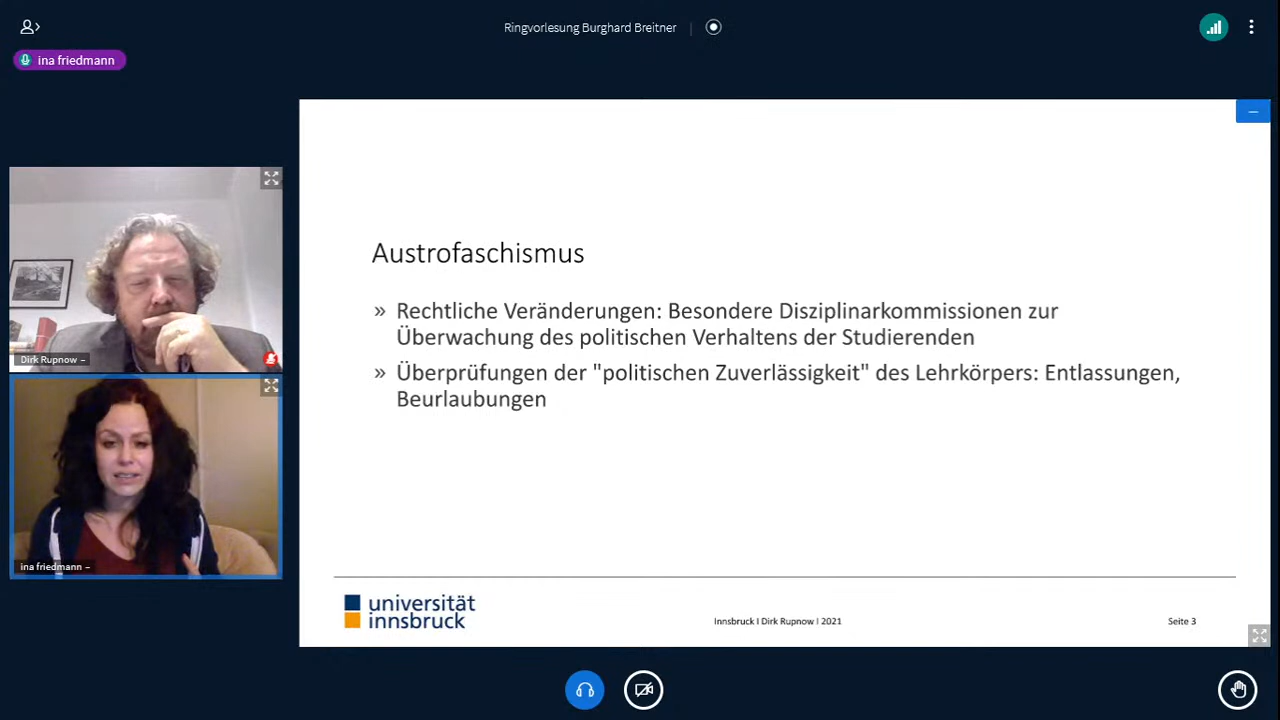 Ringvorlesung Burghard Breitner
ina friedmann
Dirk Rupnow –
ina friedmann –
Austrofaschismus
» Rechtliche Veränderungen: Besondere Disziplinarkommissionen zur
Überwachung des politischen Verhaltens der Studierenden
» Überprüfungen der "politischen Zuverlässigkeit" des Lehrkörpers: Entlassungen,
Beurlaubungen
universität
innsbruck
Innsbruck I Dirk Rupnow I 2021
Seite 3